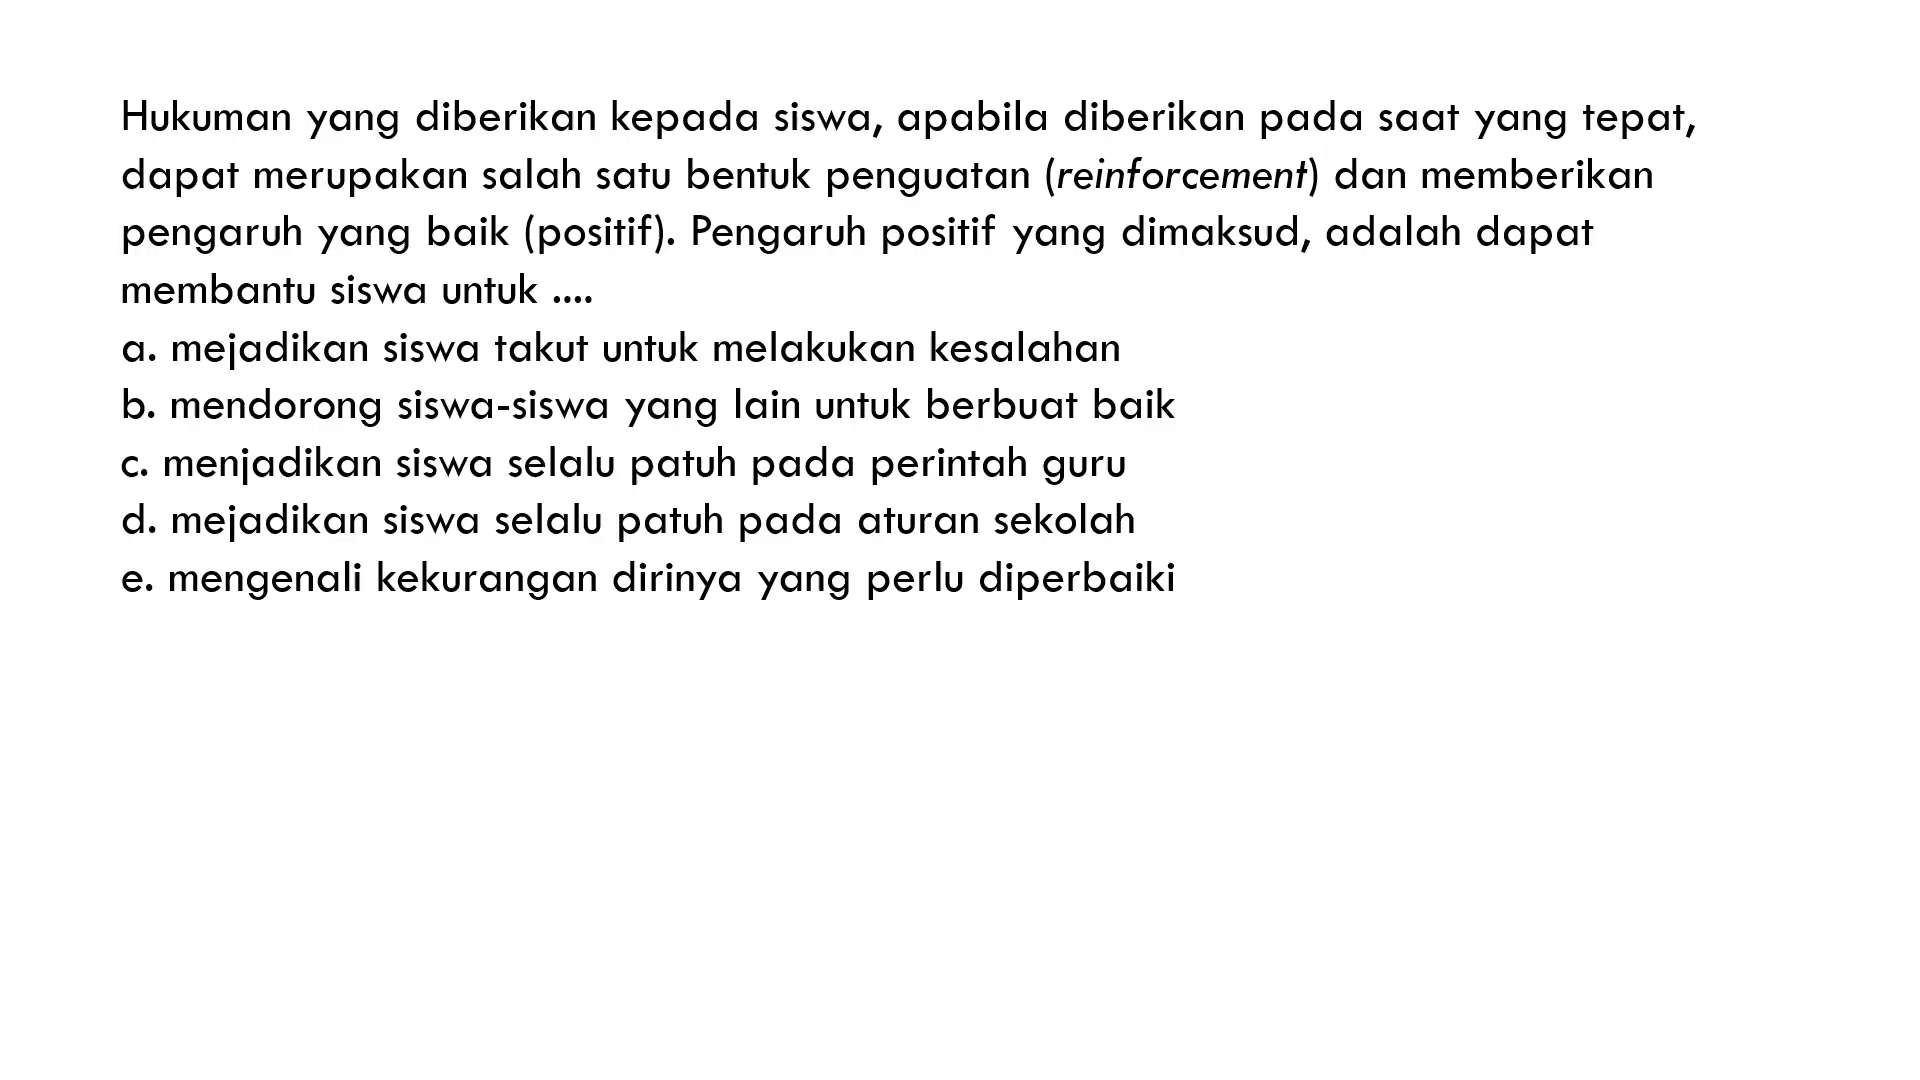 Hukuman yang diberikan kepada siswa, apabila diberikan pada saat yang tepat,
dapat merupakan salah satu bentuk penguatan (reinforcement) dan memberikan
pengaruh yang baik (positif). Pengaruh positif yang dimaksud, adalah dapat
membantu siswa untuk ....
a. mejadikan siswa takut untuk melakukan kesalahan
b. mendorong siswa-siswa yang lain untuk berbuat baik
c. menjadikan siswa selalu patuh pada perintah guru
d. mejadikan siswa selalu patuh pada aturan sekolah
e. mengenali kekurangan dirinya yang perlu diperbaiki